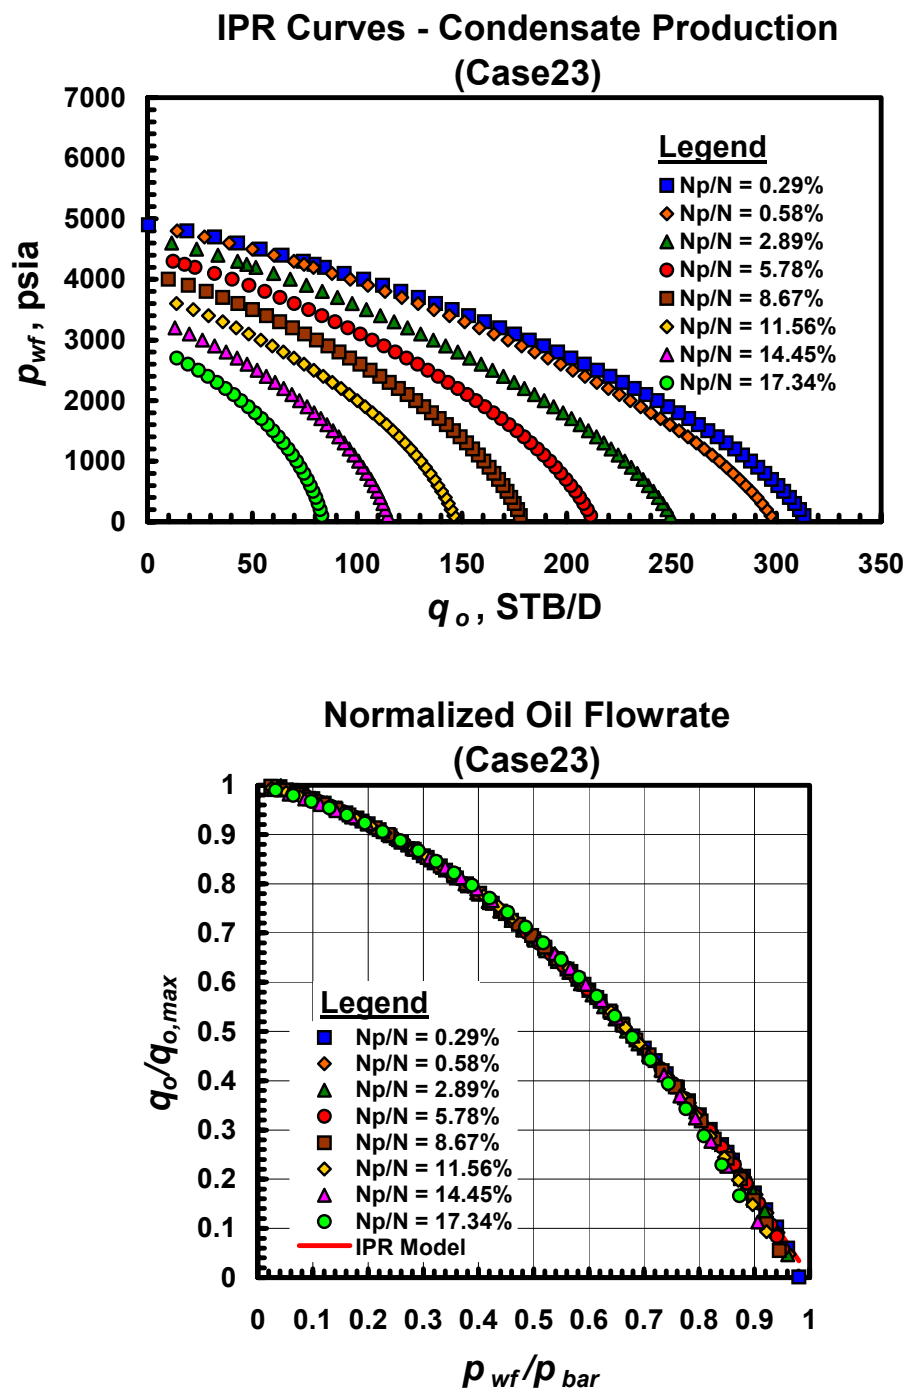 IPR Curves - Condensate Production
(Case23)
7000
6000
5000
4000
3000
2000
1000
0
p wf , psia
Legend
Np/N = 0.29%
Np/N = 0.58%
Np/N = 2.89%
Np/N = 5.78%
Np/N = 8.67%
Np/N = 11.56%
Np/N = 14.45%
Np/N = 17.34%
0 50 100 150 200 250 300 350
q o , STB/D
Normalized Oil Flowrate
(Case23)
1
0.9
0.8
0.7
0.6
0.5
0.4
0.3
0.2
0.1
0
q o /q o,max
Legend
Np/N = 0.29%
Np/N = 0.58%
Np/N = 2.89%
Np/N = 5.78%
Np/N = 8.67%
Np/N = 11.56%
Np/N = 14.45%
Np/N = 17.34%
IPR Model
0 0.1 0.2 0.3 0.4 0.5 0.6 0.7 0.8 0.9 1
p wf /p bar